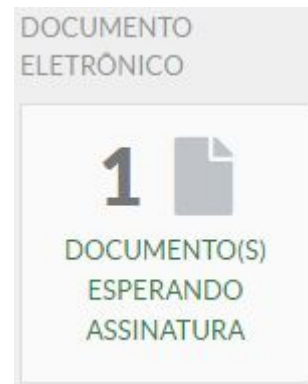 DOCUMENTO
ELETRÔNICO
1
DOCUMENTO(S)
ESPERANDO
ASSINATURA